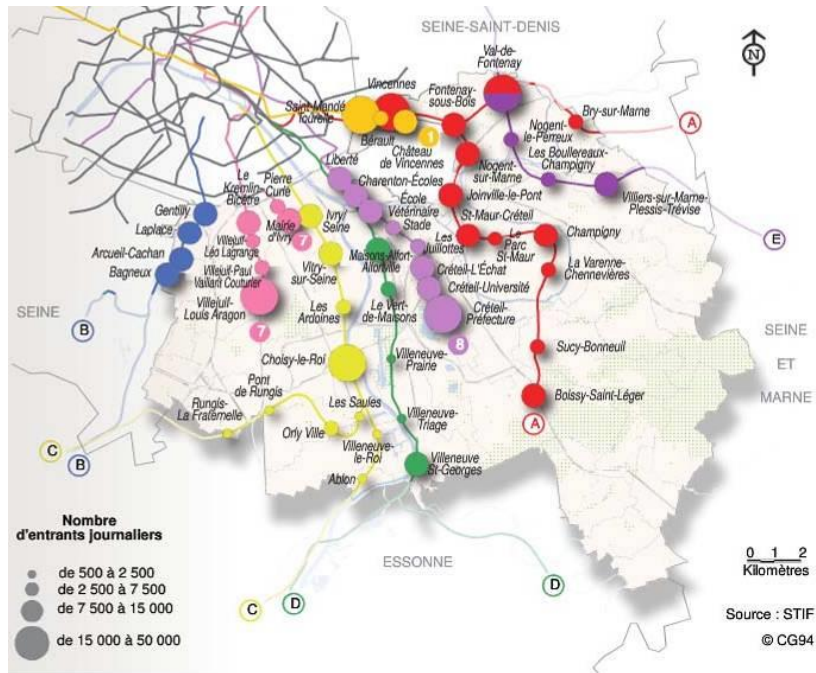 SEINE-SAINT-DENIS
Val-de-
Fontenay
N
Vincennes
Fontenay-
sous-Bois
Saint-Mandé
Tourelle
Bérault
Château
de Vincennes
1
Bry-sur-Marne
A
Nogent-
le-Perreux
Les Boullereaux-
Champigny
Nogent-
sur-Marne
Liberté
Charenton-Écoles
École
Vétérinaire
Stade
Joinville-le-Pont
Villiers-sur-Marne-
Plessis-Trévise
E
Le
Kremlin-
Bicêtre
Pierre
Curie
Gentilly
Laplace
Arcueil-Cachan
Bagneux
Mairie
d'Ivry
7
Ivry/
Seine
Villejuif-
Léo Lagrange
Villejuif-Paul
Vaillant Couturier
Villejuif-
Louis Aragon
7
Vitry-
sur-Seine
Maisons-Alfort-
Alfortville
St-Maur-Créteil
Les
Juilliottes
Le
Parc
St-Maur
Champigny
La Varenne-
Chennevières
Créteil-L'Échat
Créteil-Université
Créteil-
Préfecture
8
Les
Ardoines
Le Vert-
de-Maisons
SEINE
B
Choisy-le-Roi
Villeneuve-
Prairie
Sucy-Bonneuil
Boissy-Saint-Léger
A
SEINE
ET
MARNE
Pont
de Rungis
Rungis-
La Fraternelle
Les Saules
Orly Ville
Villeneuve-
le-Roi
Villeneuve-
Triage
Ablon
Villeneuve
St-Georges
C
B
ESSONNE
C
D
D
Nombre
d'entrants journaliers
de 500 à 2 500
de 2 500 à 7 500
de 7 500 à 15 000
de 15 000 à 50 000
0 1 2
Kilomètres
Source : STIF
© CG94